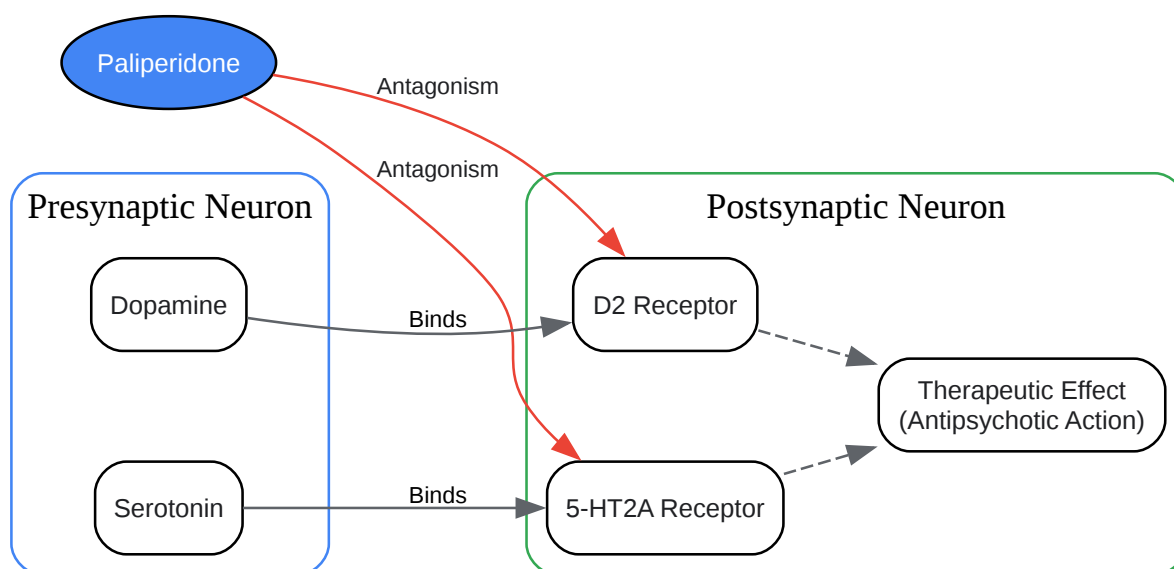 Paliperidone
Antagonism
Antagonism
Presynaptic Neuron
Postsynaptic Neuron
Dopamine
Binds
D2 Receptor
Therapeutic Effect
(Antipsychotic Action)
Serotonin
Binds
5-HT2A Receptor